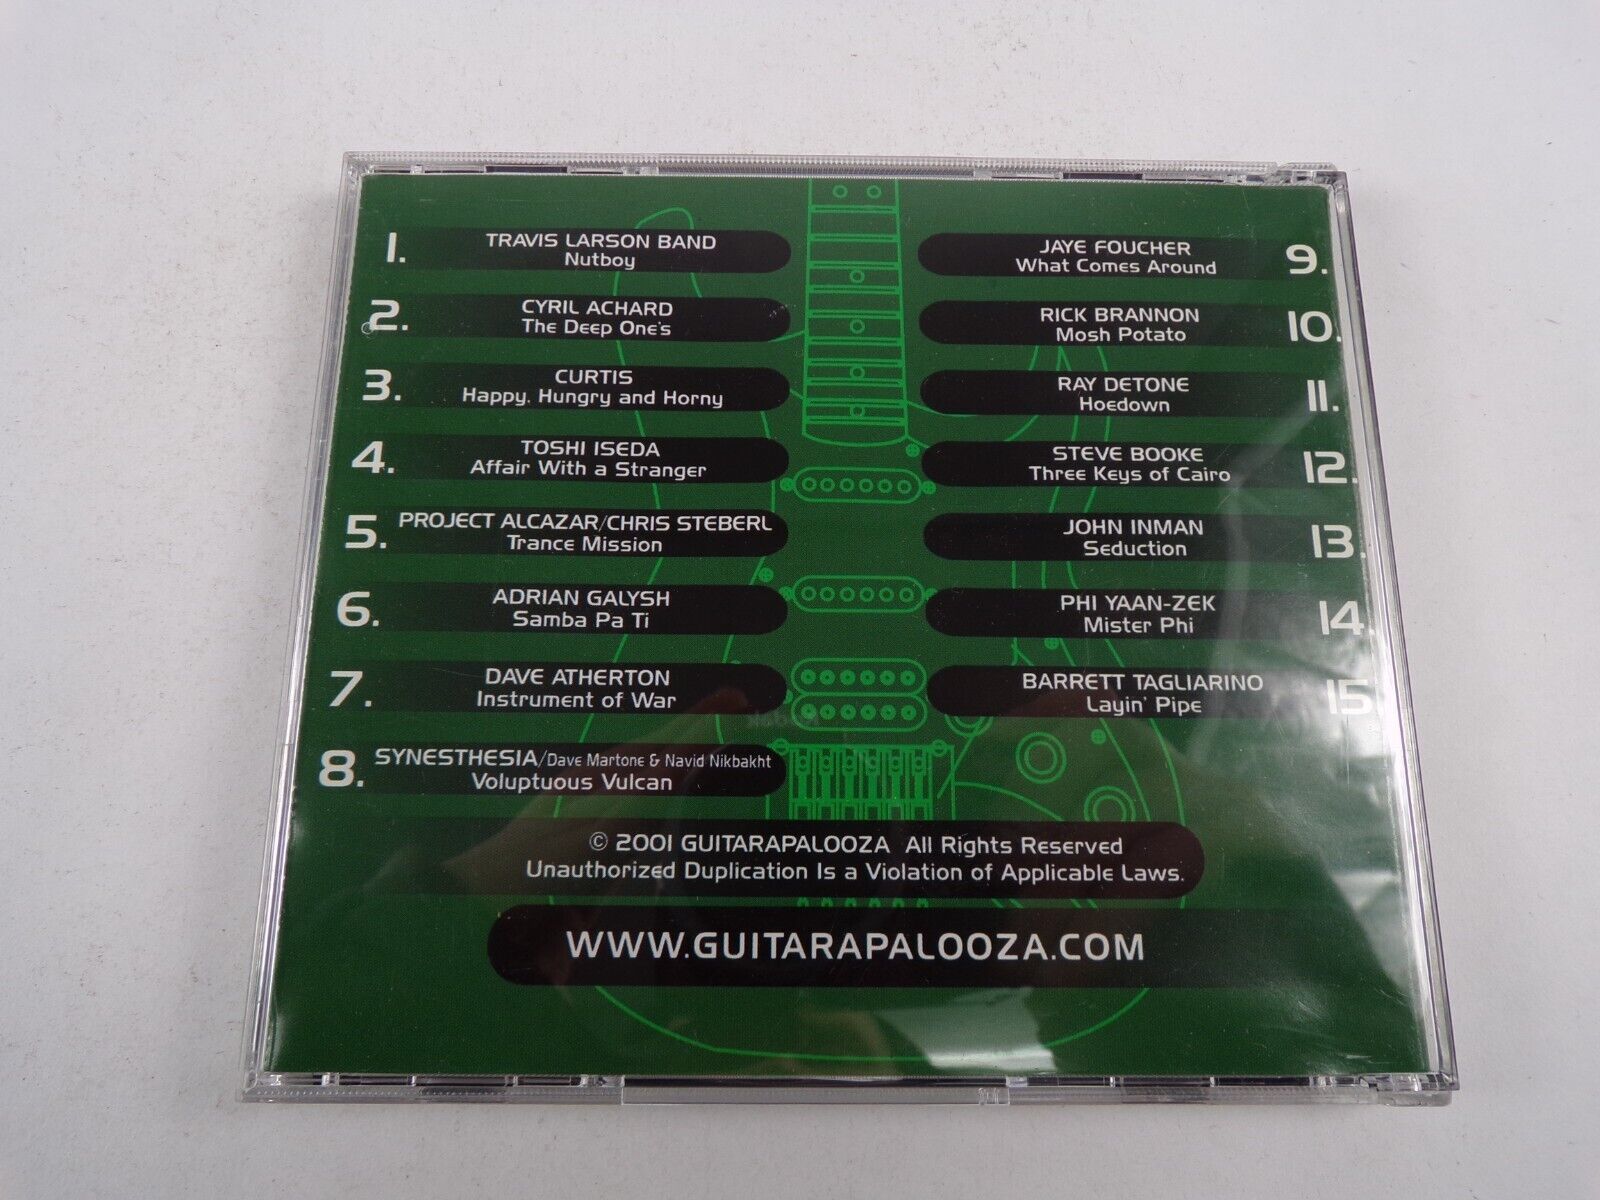 1. TRAVIS LARSON BAND
Nutboy
2. CYRIL ACHARD
The Deep One's
3. CURTIS
Happy, Hungry and Horny
4. TOSHI ISEDA
Affair With a Stranger
5. PROJECT ALCAZAR/CHRIS STEBERL
Trance Mission
6. ADRIAN GALYSH
Samba Pa Ti
7. DAVE ATHERTON
Instrument of War
8. SYNESTHESIA/Dave Martone & Navid Nikbakht
Voluptuous Vulcan
JAYE FOUCHER 9.
What Comes Around
RICK BRANNON 10.
Mosh Potato
RAY DETONE 11.
Hoedown
STEVE BOOKE 12.
Three Keys of Cairo
JOHN INMAN 13.
Seduction
PHI YAAN-ZEK 14.
Mister Phi
BARRETT TAGLIARINO 15.
Layin' Pipe
© 2001 GUITARAPALOOZA All Rights Reserved
Unauthorized Duplication Is a Violation of Applicable Laws.
WWW.GUITARAPALOOZA.COM